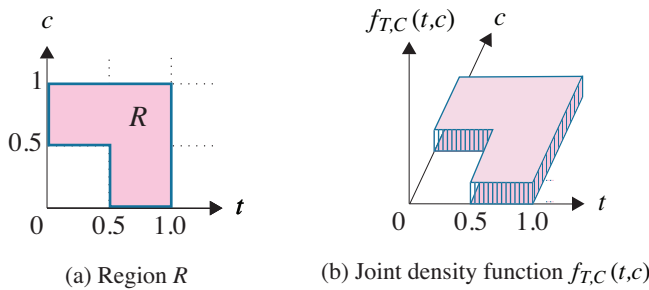 c
1
R
0.5
0
0.5
1.0
t
(a) Region R
f_{T,C}(t,c)
c
0
0.5
1.0
t
(b) Joint density function f_{T,C}(t,c)